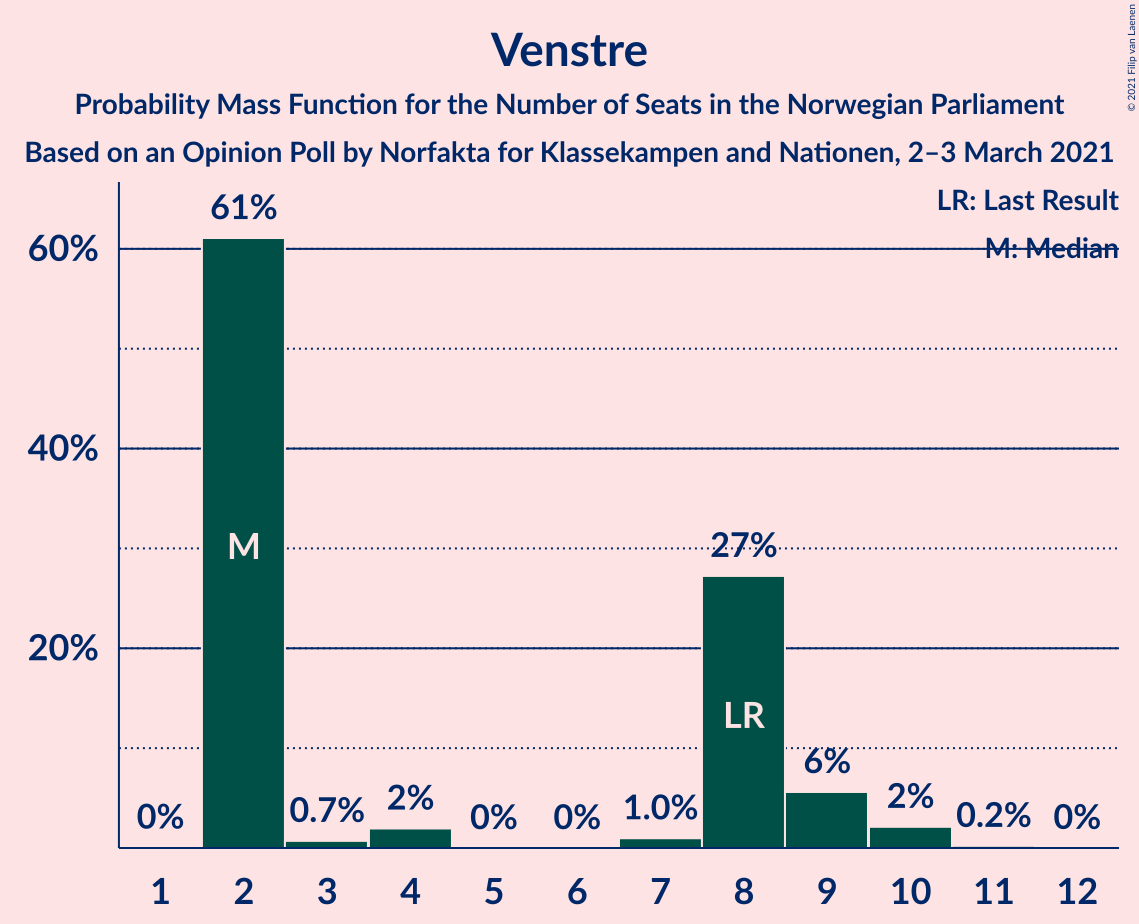 Venstre
Probability Mass Function for the Number of Seats in the Norwegian Parliament
Based on an Opinion Poll by Norfakta for Klassekampen and Nationen, 2–3 March 2021
© 2021 Filip van Laenen
LR: Last Result
M: Median
60%
40%
20%
0%
61%
M
0.7%
2%
0%
0%
1.0%
27%
LR
6%
2%
0.2%
0%
1 2 3 4 5 6 7 8 9 10 11 12